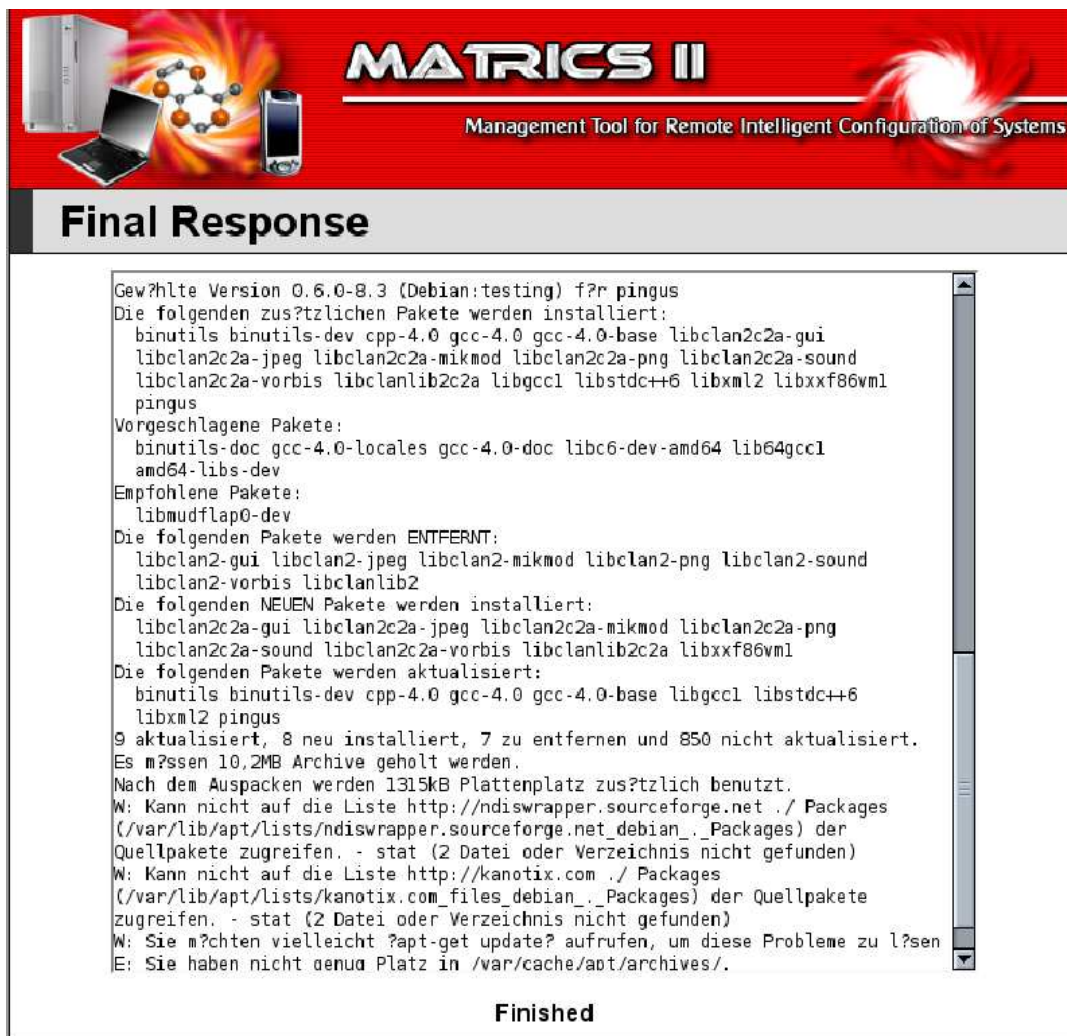 MATRICS II
Management Tool for Remote Intelligent Configuration of Systems
Final Response
Gew?hlte Version 0.6.0-8.3 (Debian:testing) f?r pingus
Die folgenden zus?tzlichen Pakete werden installiert:
binutils binutils-dev cpp-4.0 gcc-4.0 gcc-4.0-base libclan2c2a-gui
libclan2c2a-jpeg libclan2c2a-mikmod libclan2c2a-png libclan2c2a-sound
libclan2c2a-vorbis libclanlib2c2a libgcc1 libstdc++6 libxml2 libxxf86vm1
pingus
Vorgeschlagene Pakete:
binutils-doc gcc-4.0-locales gcc-4.0-doc libc6-dev-amd64 lib64gcc1
amd64-libs-dev
Empfohlene Pakete:
libmudflap0-dev
Die folgenden Pakete werden ENTFERNT:
libclan2-gui libclan2-jpeg libclan2-mikmod libclan2-png libclan2-sound
libclan2-vorbis libclanlib2
Die folgenden NEUEN Pakete werden installiert:
libclan2c2a-gui libclan2c2a-jpeg libclan2c2a-mikmod libclan2c2a-png
libclan2c2a-sound libclan2c2a-vorbis libclanlib2c2a libxxf86vm1
Die folgenden Pakete werden aktualisiert:
binutils binutils-dev cpp-4.0 gcc-4.0 gcc-4.0-base libgcc1 libstdc++6
libxml2 pingus
9 aktualisiert, 8 neu installiert, 7 zu entfernen und 850 nicht aktualisiert.
Es m?ssen 10,2MB Archive geholt werden.
Nach dem Auspacken werden 1315kB Plattenplatz zus?tzlich benutzt.
W: Kann nicht auf die Liste http://ndiswrapper.sourceforge.net ./ Packages
(/var/lib/apt/lists/ndiswrapper.sourceforge.net_debian_._Packages) der
Quellpakete zugreifen. - stat (2 Datei oder Verzeichnis nicht gefunden)
W: Kann nicht auf die Liste http://kanotix.com ./ Packages
(/var/lib/apt/lists/kanotix.com_files_debian_._Packages) der Quellpakete
zugreifen. - stat (2 Datei oder Verzeichnis nicht gefunden)
W: Sie m?chten vielleicht ?apt-get update? aufrufen, um diese Probleme zu l?sen
E: Sie haben nicht genug Platz in /var/cache/apt/archives/.
Finished